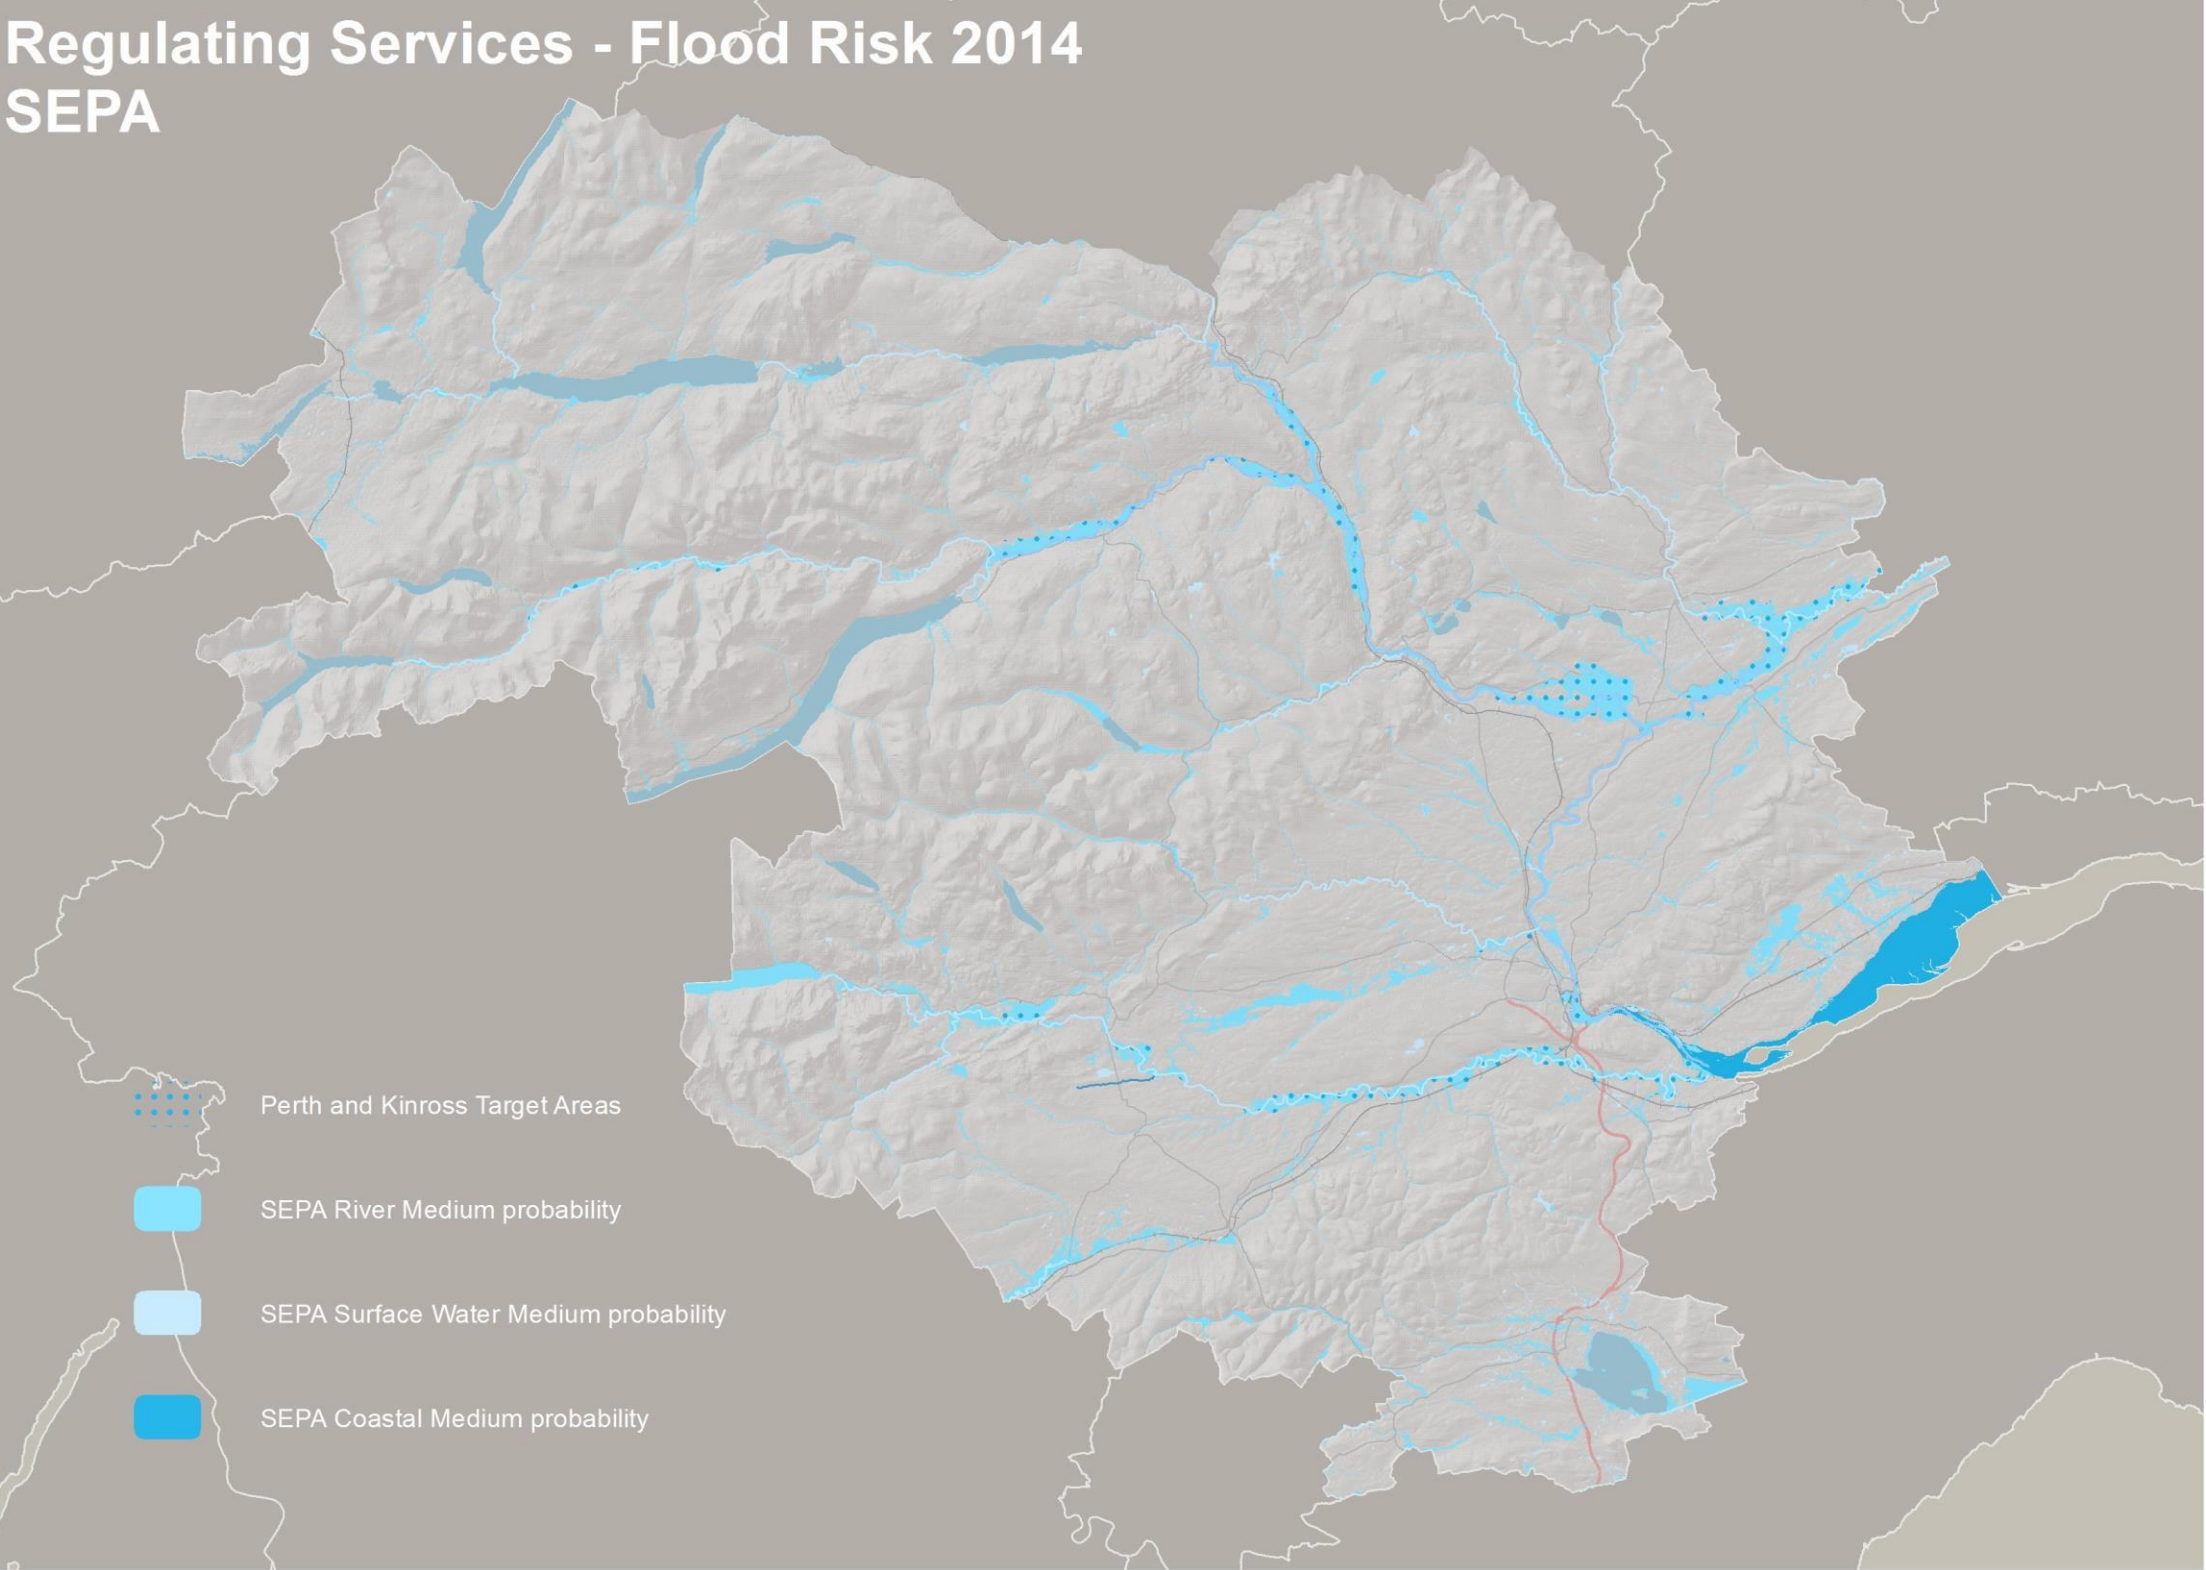 Regulating Services - Flood Risk 2014
SEPA
Perth and Kinross Target Areas
SEPA River Medium probability
SEPA Surface Water Medium probability
SEPA Coastal Medium probability